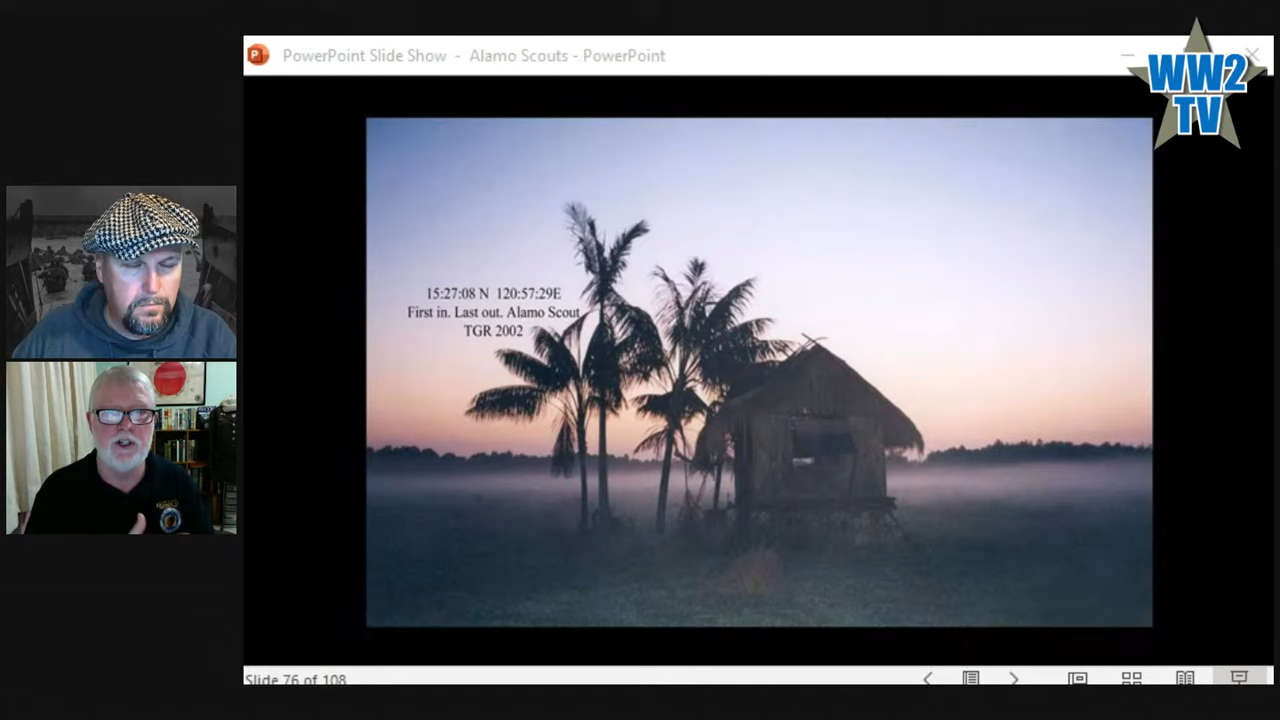 PowerPoint Slide Show - Alamo Scouts - PowerPoint
WW2
TV
15:27:08 N 120:57:29E
First in. Last out. Alamo Scout
TGR 2002
Slide 76 of 108